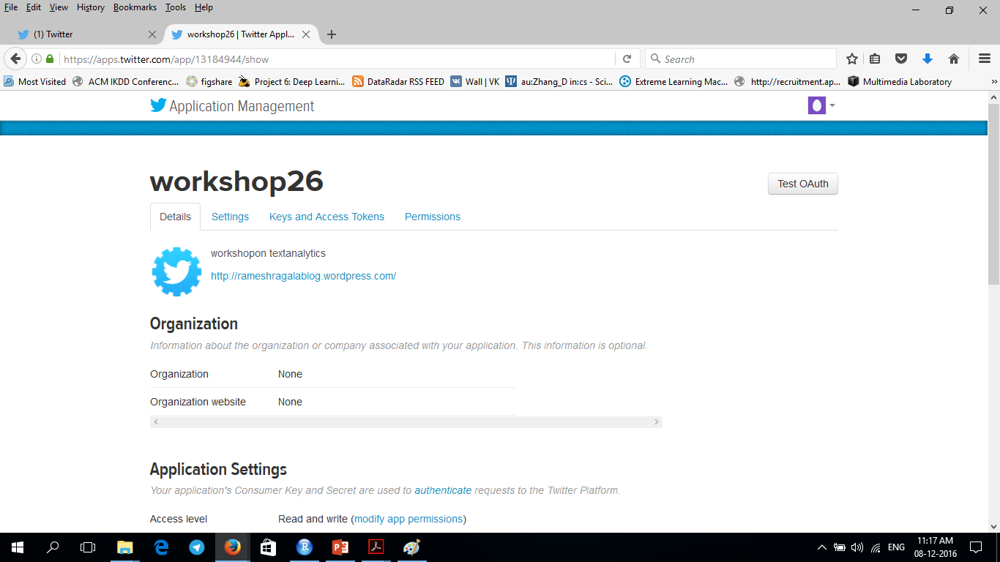 File Edit View History Bookmarks Tools Help
(1) Twitter
workshop26 | Twitter Appl...
https://apps.twitter.com/app/13184944/show
Search
Most Visited ACM IKDD Conferenc... figshare Project 6: Deep Learni... DataRadar RSS FEED Wall | VK au:Zhang_D in:cs - Sci... Extreme Learning Mac... http://recruitment.ap... Multimedia Laboratory
Application Management
workshop26
Test OAuth
Details Settings Keys and Access Tokens Permissions
workshopon textanalytics
http://rameshragalablog.wordpress.com/
Organization
Information about the organization or company associated with your application. This information is optional.
Organization None
Organization website None
Application Settings
Your application's Consumer Key and Secret are used to authenticate requests to the Twitter Platform.
Access level Read and write (modify app permissions)
ENG
11:17 AM
08-12-2016